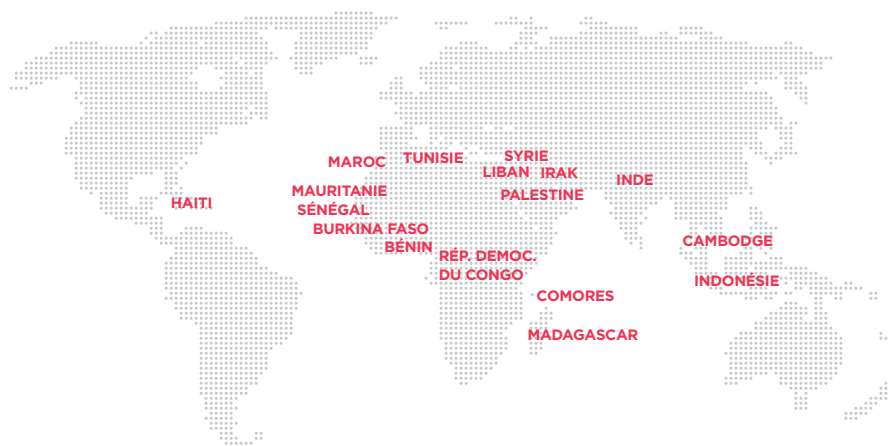 MAROC
TUNISIE
SYRIE
LIBAN
IRAK
INDE
HAITI
MAURITANIE
PALESTINE
SÉNÉGAL
BURKINA FASO
BÉNIN
CAMBODGE
RÉP. DEMOC.
DU CONGO
INDONÉSIE
COMORES
MADAGASCAR